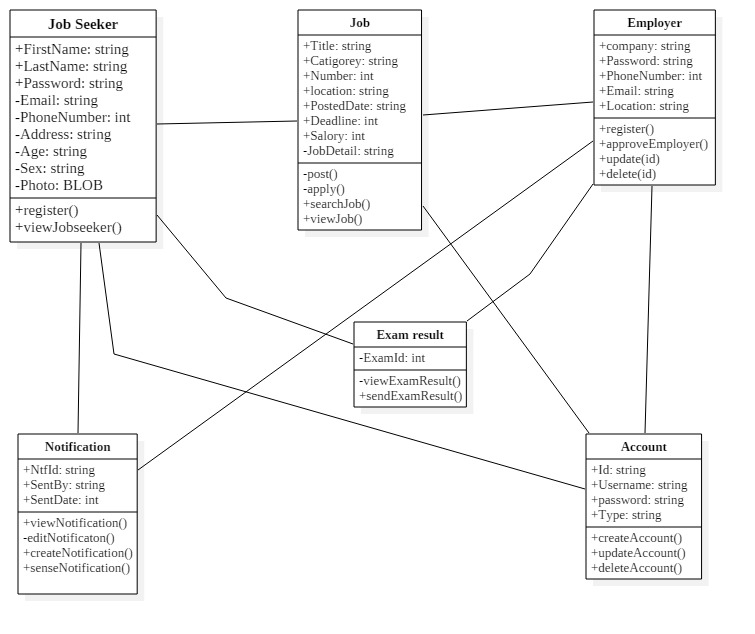 Job Seeker
+FirstName: string
+LastName: string
+Password: string
-Email: string
-PhoneNumber: int
-Address: string
-Age: string
-Sex: string
-Photo: BLOB
+register()
+viewJobseeker()
Job
+Title: string
+Catigorey: string
+Number: int
+location: string
+PostedDate: string
+Deadline: int
+Salory: int
-JobDetail: string
-post()
-apply()
+searchJob()
+viewJob()
Employer
+company: string
+Password: string
+PhoneNumber: int
+Email: string
+Location: string
+register()
+approveEmployer()
+update(id)
+delete(id)
Exam result
-ExamId: int
-viewExamResult()
+sendExamResult()
Notification
+NtfId: string
+SentBy: string
+SentDate: int
+viewNotification()
-editNotificaton()
+createNotification()
+senseNotification()
Account
+Id: string
+Username: string
+password: string
+Type: string
+createAccount()
+updateAccount()
+deleteAccount()